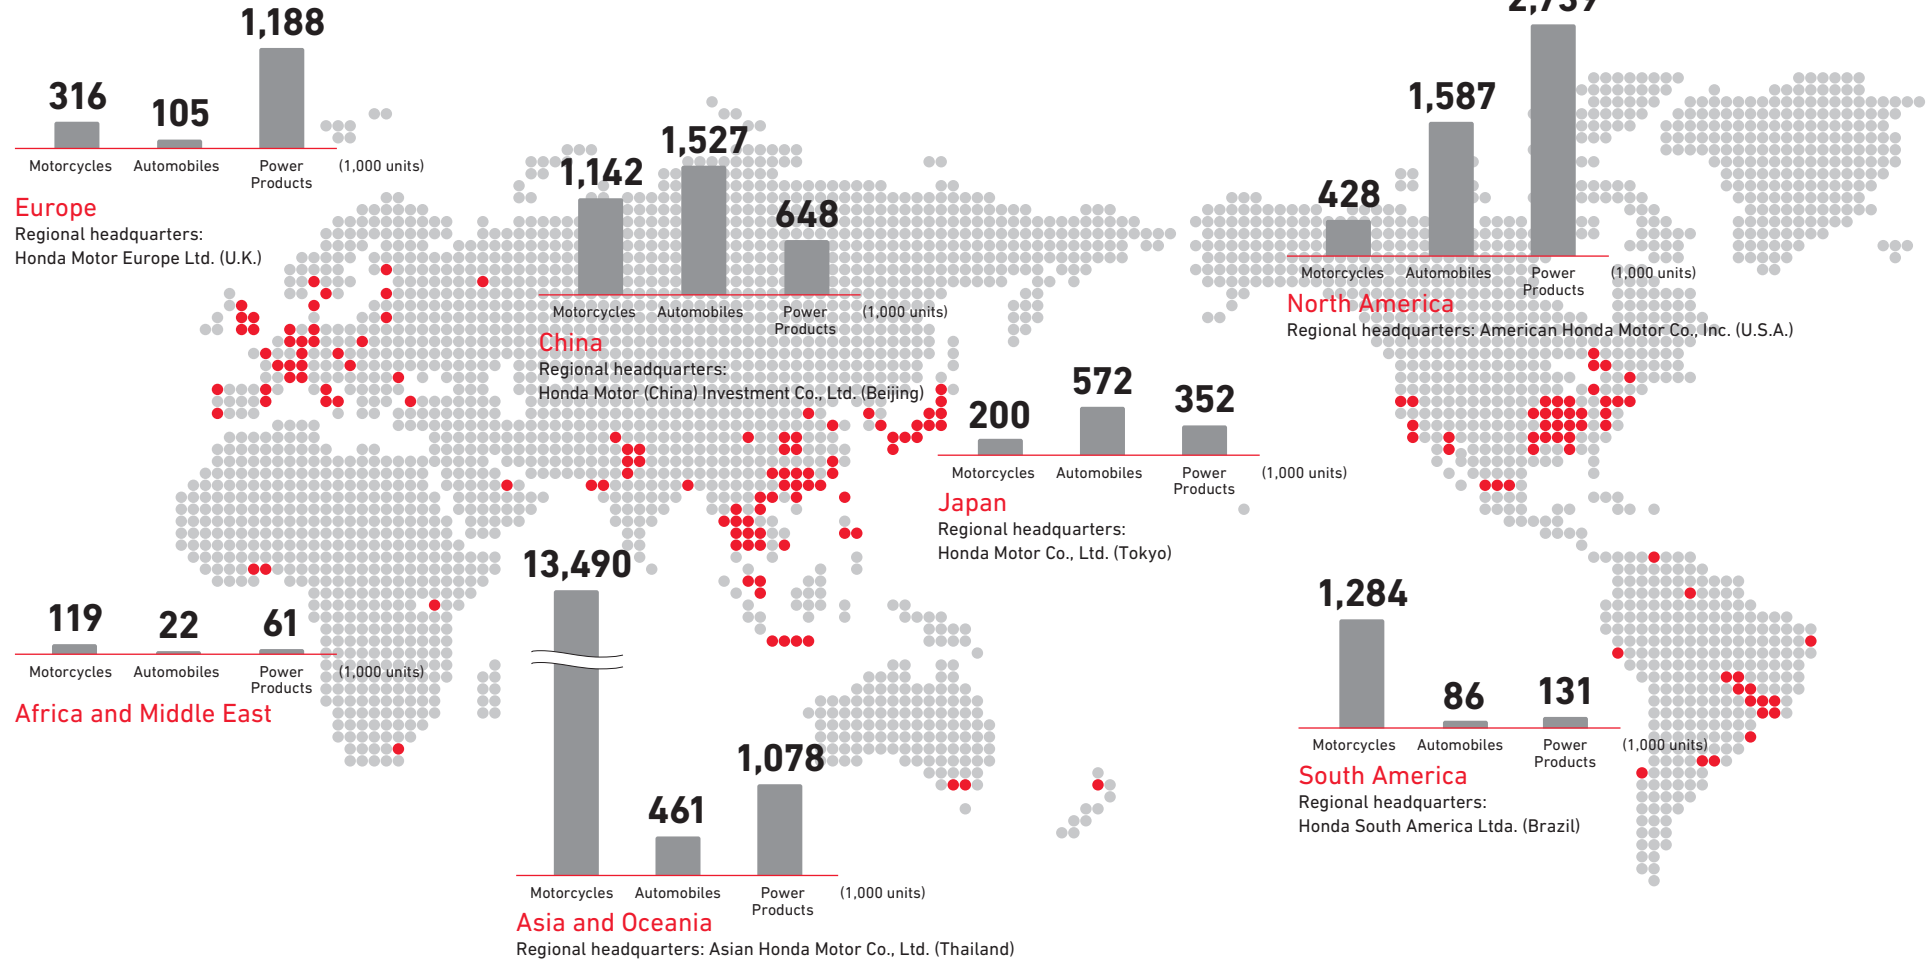 1,188
316
105
Motorcycles Automobiles Power Products (1,000 units)
Europe
Regional headquarters:
Honda Motor Europe Ltd. (U.K.)
1,142
1,527
648
Motorcycles Automobiles Power Products (1,000 units)
China
Regional headquarters:
Honda Motor (China) Investment Co., Ltd. (Beijing)
2,739
1,587
428
Motorcycles Automobiles Power Products (1,000 units)
North America
Regional headquarters: American Honda Motor Co., Inc. (U.S.A.)
200
572
352
Motorcycles Automobiles Power Products (1,000 units)
Japan
Regional headquarters:
Honda Motor Co., Ltd. (Tokyo)
119
22
61
Motorcycles Automobiles Power Products (1,000 units)
Africa and Middle East
13,490
461
1,078
Motorcycles Automobiles Power Products (1,000 units)
Asia and Oceania
Regional headquarters: Asian Honda Motor Co., Ltd. (Thailand)
1,284
86
131
Motorcycles Automobiles Power Products (1,000 units)
South America
Regional headquarters:
Honda South America Ltda. (Brazil)